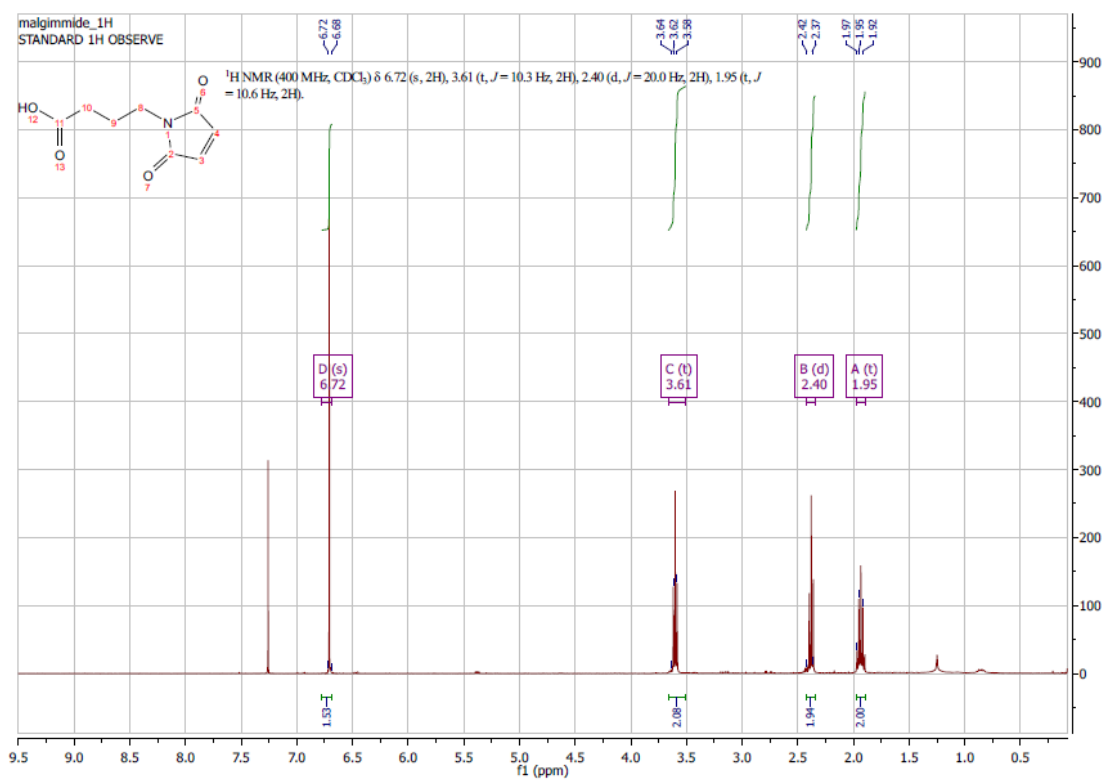 malgimmide_1H
STANDARD 1H OBSERVE
6.72
6.68
3.64
3.62
3.58
2.42
2.37
1.97
1.95
1.92
¹H NMR (400 MHz, CDCl₃) δ 6.72 (s, 2H), 3.61 (t, J = 10.3 Hz, 2H), 2.40 (d, J = 20.0 Hz, 2H), 1.95 (t, J
= 10.6 Hz, 2H).
O
6
HO
12
10
8
5
11
9
N
1
4
2
3
O
13
O
7
900
800
700
600
500
400
300
200
100
0
D (s)
6.72
C (t)
3.61
B (d)
2.40
A (t)
1.95
1.53
2.08
1.94
2.00
9.5 9.0 8.5 8.0 7.5 7.0 6.5 6.0 5.5 5.0 4.5 4.0 3.5 3.0 2.5 2.0 1.5 1.0 0.5
f1 (ppm)